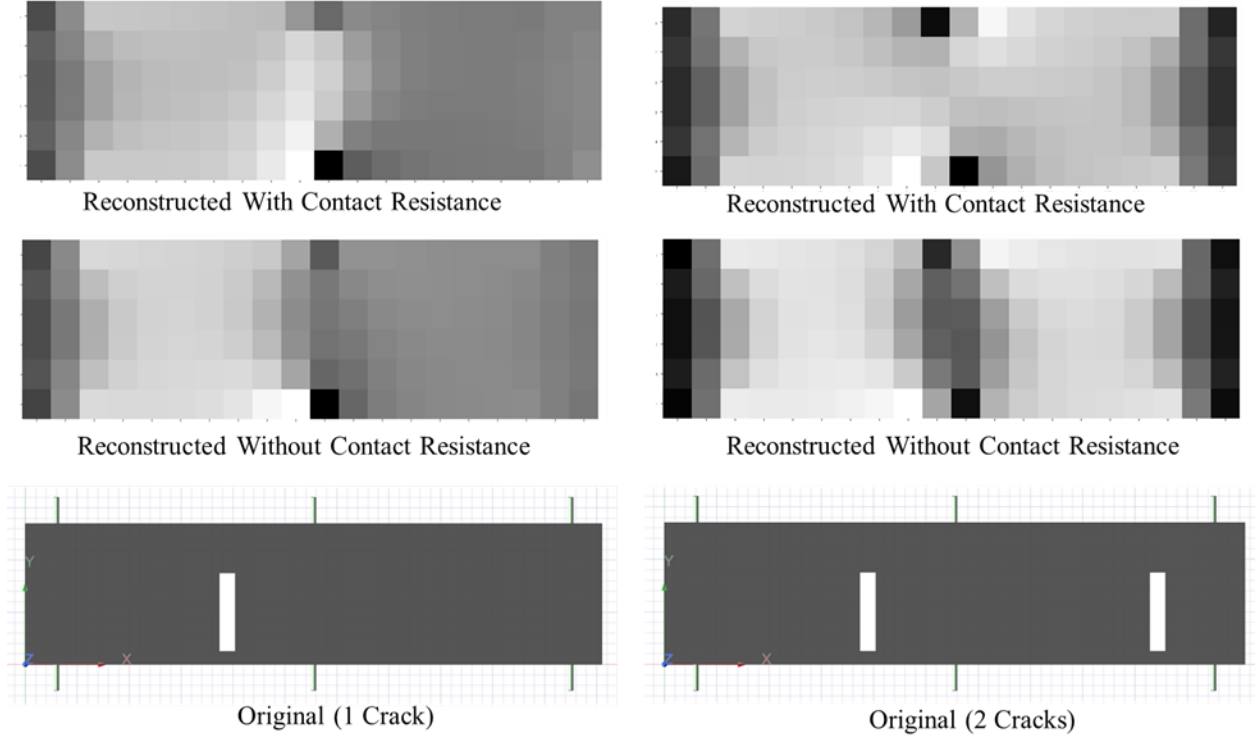 Reconstructed With Contact Resistance
Reconstructed With Contact Resistance
Reconstructed Without Contact Resistance
Reconstructed Without Contact Resistance
Y
Z
X
Y
Z
X
Original (1 Crack)
Original (2 Cracks)